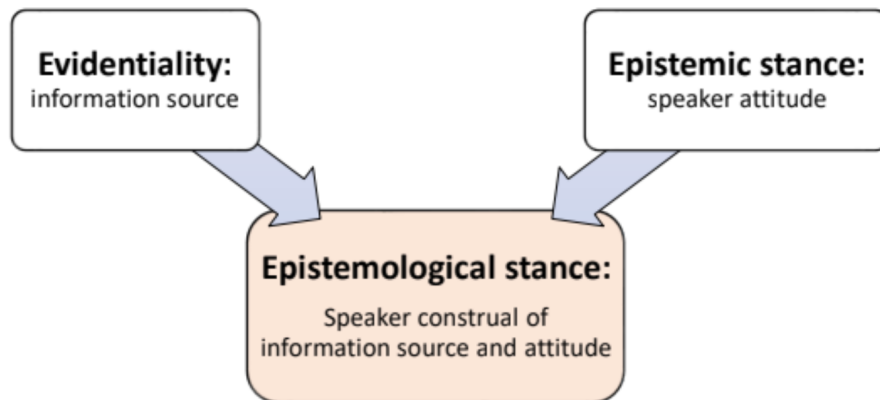 Evidentiality:
information source
Epistemic stance:
speaker attitude
Epistemological stance:
Speaker construal of
information source and attitude